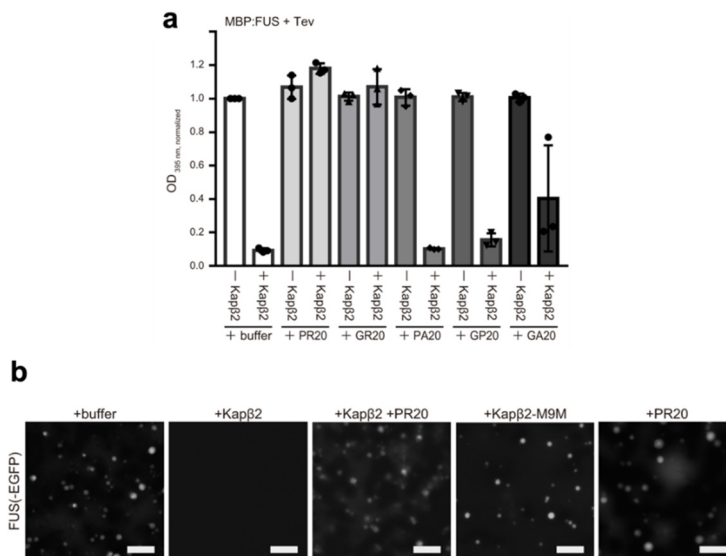 a
MBP:FUS + Tev
OD 395 nm, normalized
1.2
1.0
0.8
0.6
0.4
0.2
0.0
− Kapβ2
+ Kapβ2
− Kapβ2
+ Kapβ2
− Kapβ2
+ Kapβ2
− Kapβ2
+ Kapβ2
− Kapβ2
+ Kapβ2
− Kapβ2
+ Kapβ2
+ buffer
+ PR20
+ GR20
+ PA20
+ GP20
+ GA20
b
+buffer
+Kapβ2
+Kapβ2 +PR20
+Kapβ2-M9M
+PR20
FUS(-EGFP)